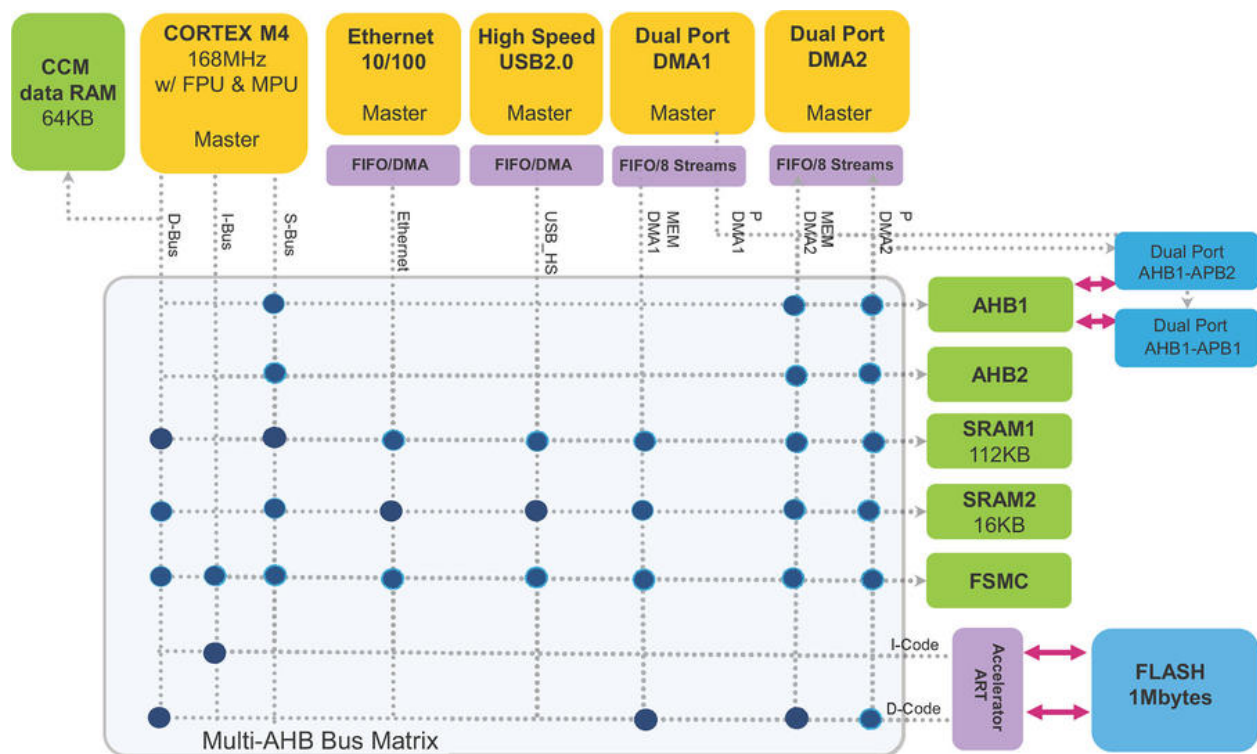 CCM
data RAM
64KB
CORTEX M4
168MHz
w/ FPU & MPU
Master
Ethernet
10/100
Master
High Speed
USB2.0
Master
Dual Port
DMA1
Master
Dual Port
DMA2
Master
FIFO/DMA
FIFO/DMA
FIFO/8 Streams
FIFO/8 Streams
D-Bus
I-Bus
S-Bus
Ethernet
USB_HS
MEM
DMA1
P
DMA1
MEM
DMA2
P
DMA2
Dual Port
AHB1-APB2
Dual Port
AHB1-APB1
AHB1
AHB2
SRAM1
112KB
SRAM2
16KB
FSMC
I-Code
D-Code
Accelerator
ART
FLASH
1Mbytes
Multi-AHB Bus Matrix